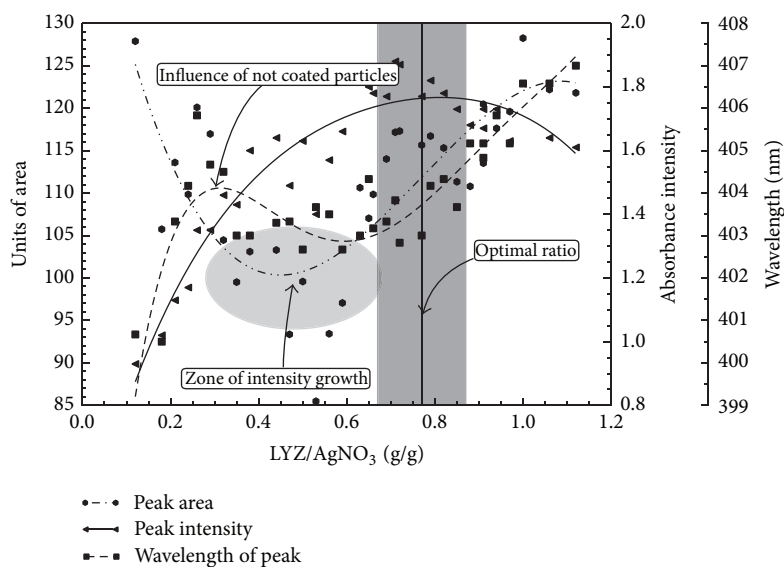 130
125
120
115
110
105
100
95
90
85
Units of area
0.0 0.2 0.4 0.6 0.8 1.0 1.2
LYZ/AgNO₃ (g/g)
Influence of not coated particles
Optimal ratio
Zone of intensity growth
2.0
1.8
1.6
1.4
1.2
1.0
0.8
Absorbance intensity
408
407
406
405
404
403
402
401
400
399
Wavelength (nm)
Peak area
Peak intensity
Wavelength of peak